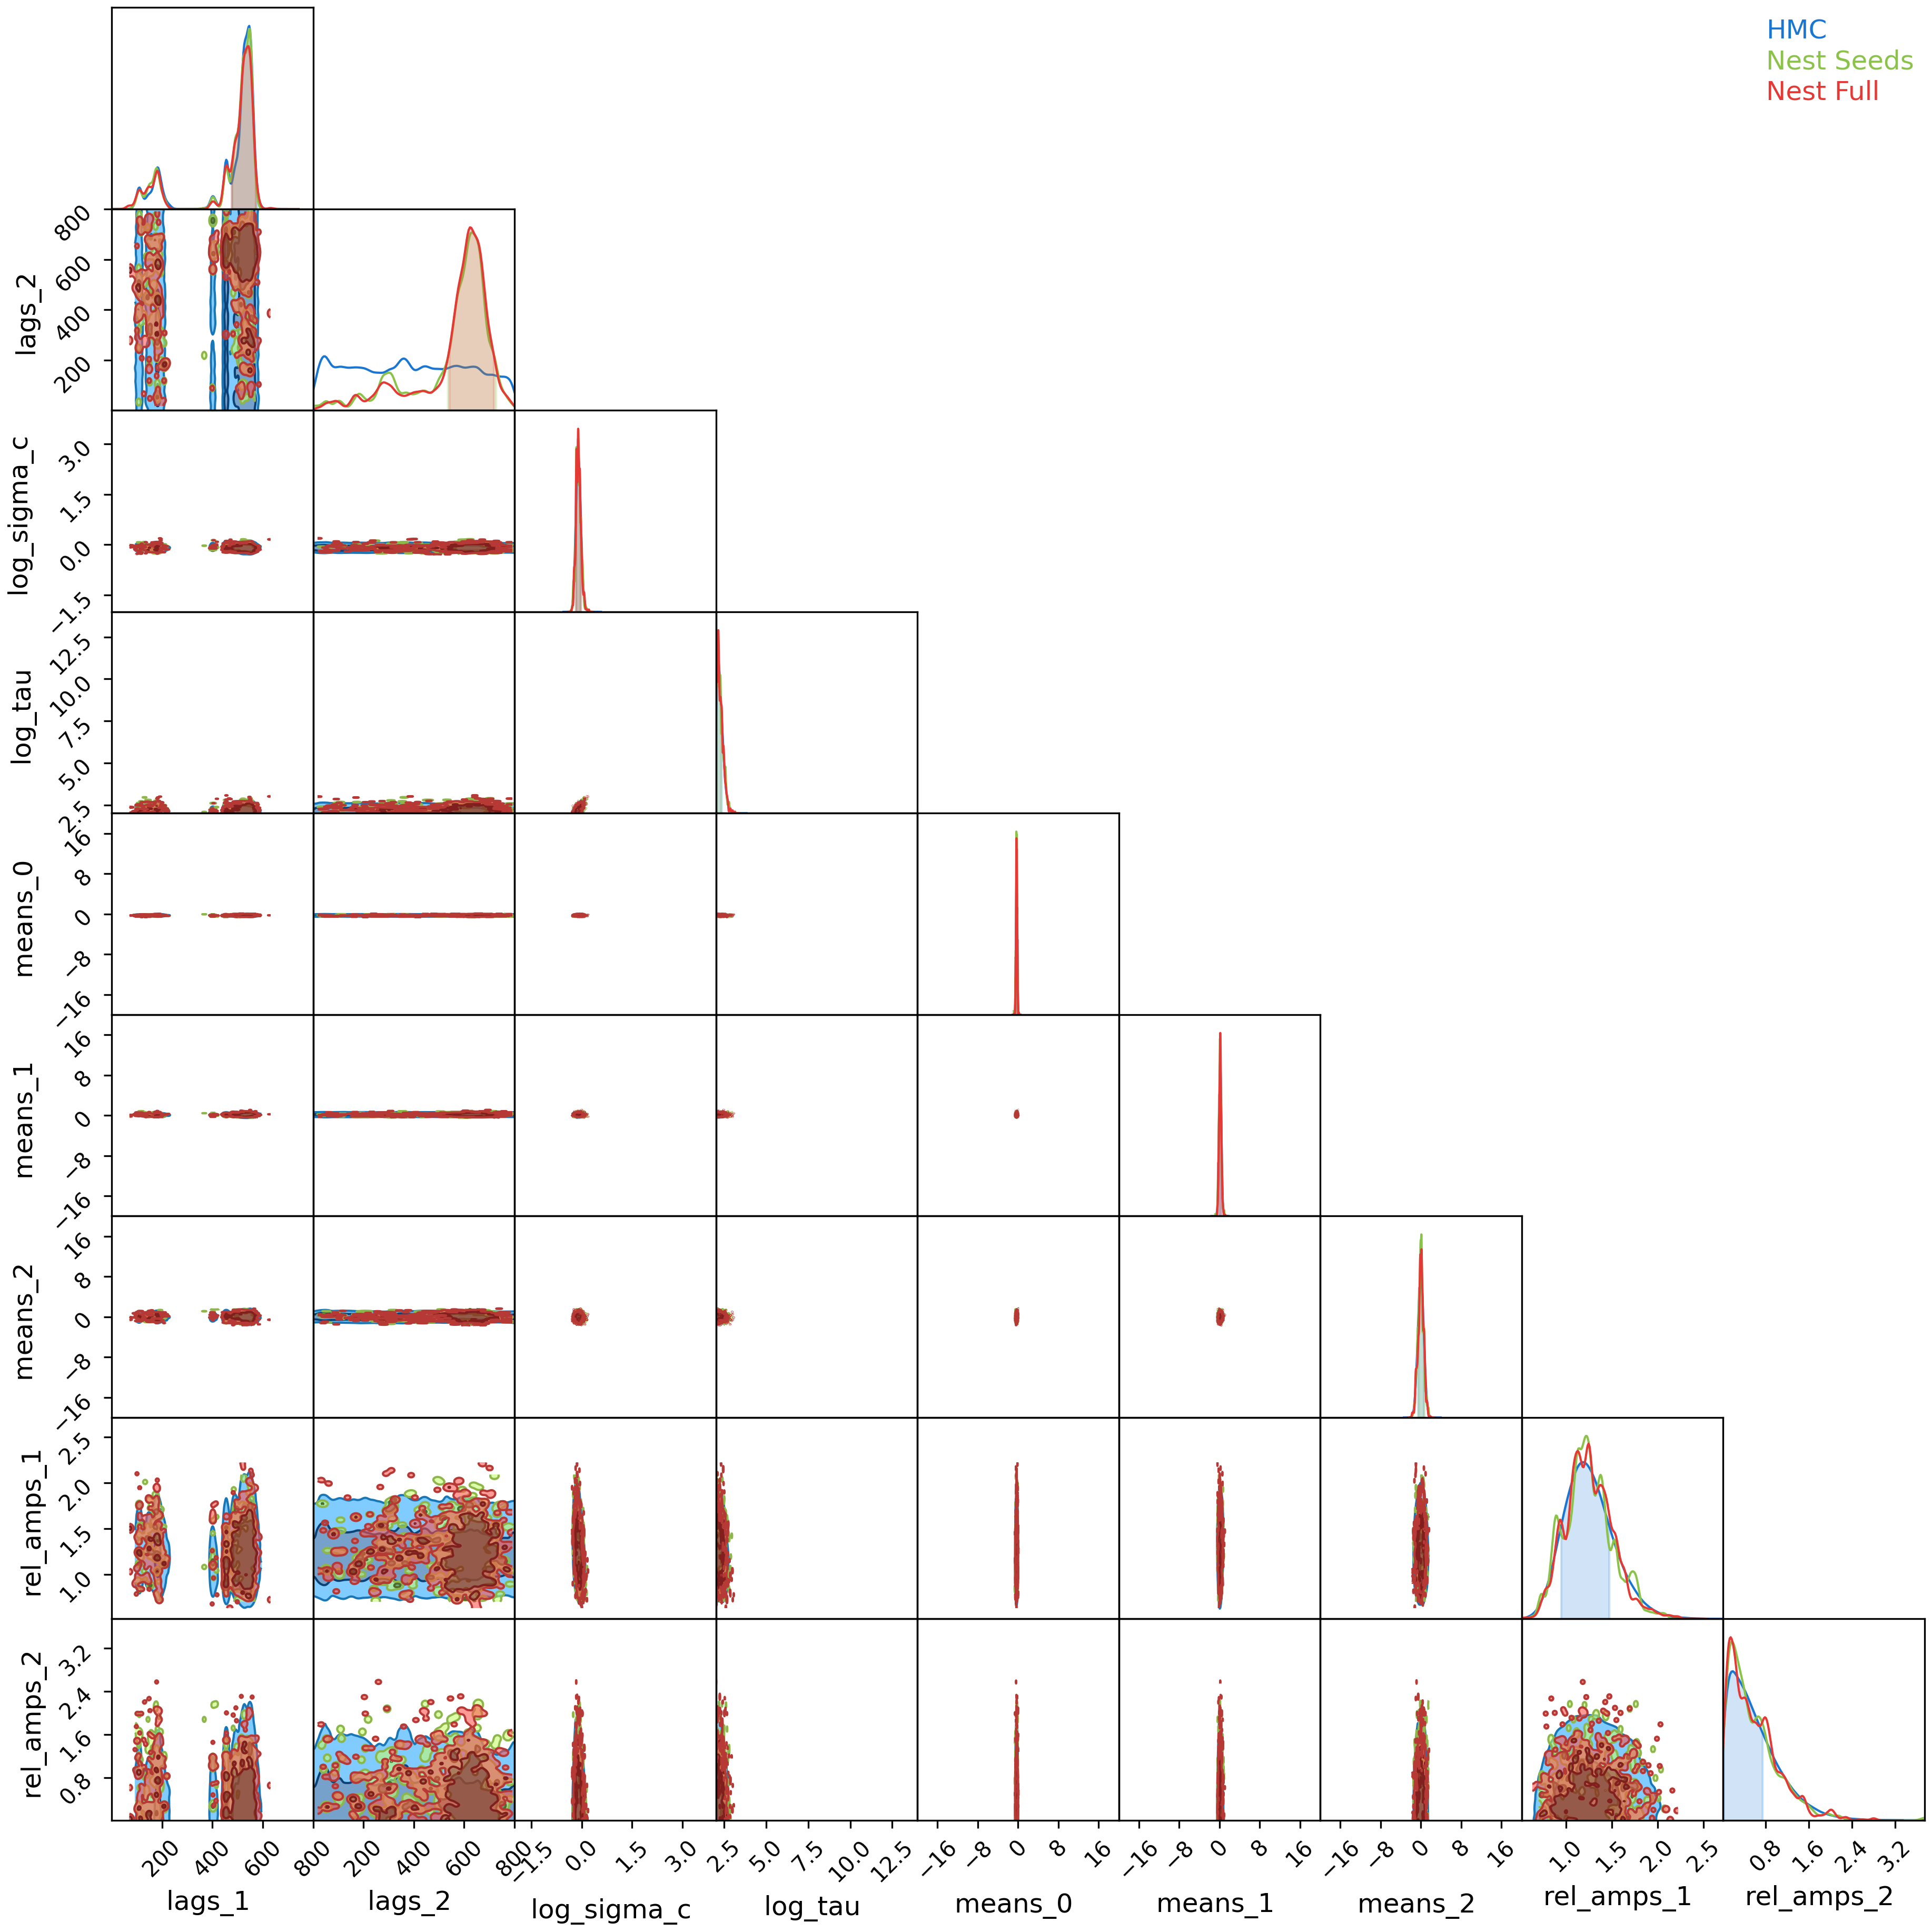 HMC
Nest Seeds
Nest Full
800
600
400
200
lags_2
3.0
1.5
0.0
−1.5
log_sigma_c
12.5
10.0
7.5
5.0
2.5
log_tau
16
8
0
−8
−16
means_0
16
8
0
−8
−16
means_1
16
8
0
−8
−16
means_2
2.5
2.0
1.5
1.0
rel_amps_1
3.2
2.4
1.6
0.8
rel_amps_2
200 400 600 800 200 400 600 800 −1.5 0.0 1.5 3.0 2.5 5.0 7.5 10.0 12.5 −16 −8 0 8 16 −16 −8 0 8 16 −16 −8 0 8 16 1.0 1.5 2.0 2.5 0.8 1.6 2.4 3.2
lags_1 lags_2 log_sigma_c log_tau means_0 means_1 means_2 rel_amps_1 rel_amps_2